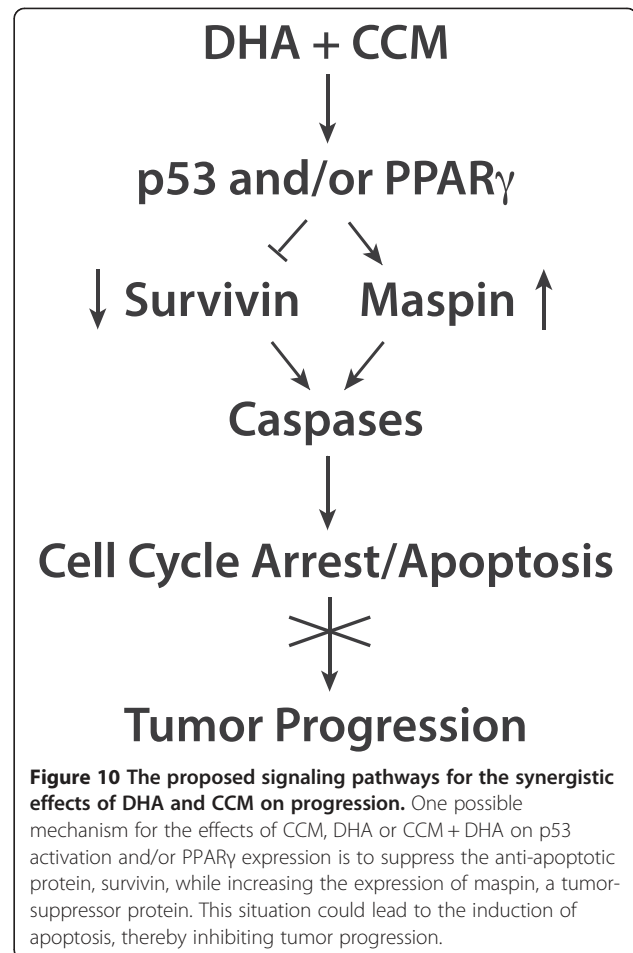 DHA + CCM
p53 and/or PPARγ
Survivin Maspin
Caspases
Cell Cycle Arrest/Apoptosis
Tumor Progression
Figure 10 The proposed signaling pathways for the synergistic
effects of DHA and CCM on progression. One possible
mechanism for the effects of CCM, DHA or CCM + DHA on p53
activation and/or PPARγ expression is to suppress the anti-apoptotic
protein, survivin, while increasing the expression of maspin, a tumor-
suppressor protein. This situation could lead to the induction of
apoptosis, thereby inhibiting tumor progression.